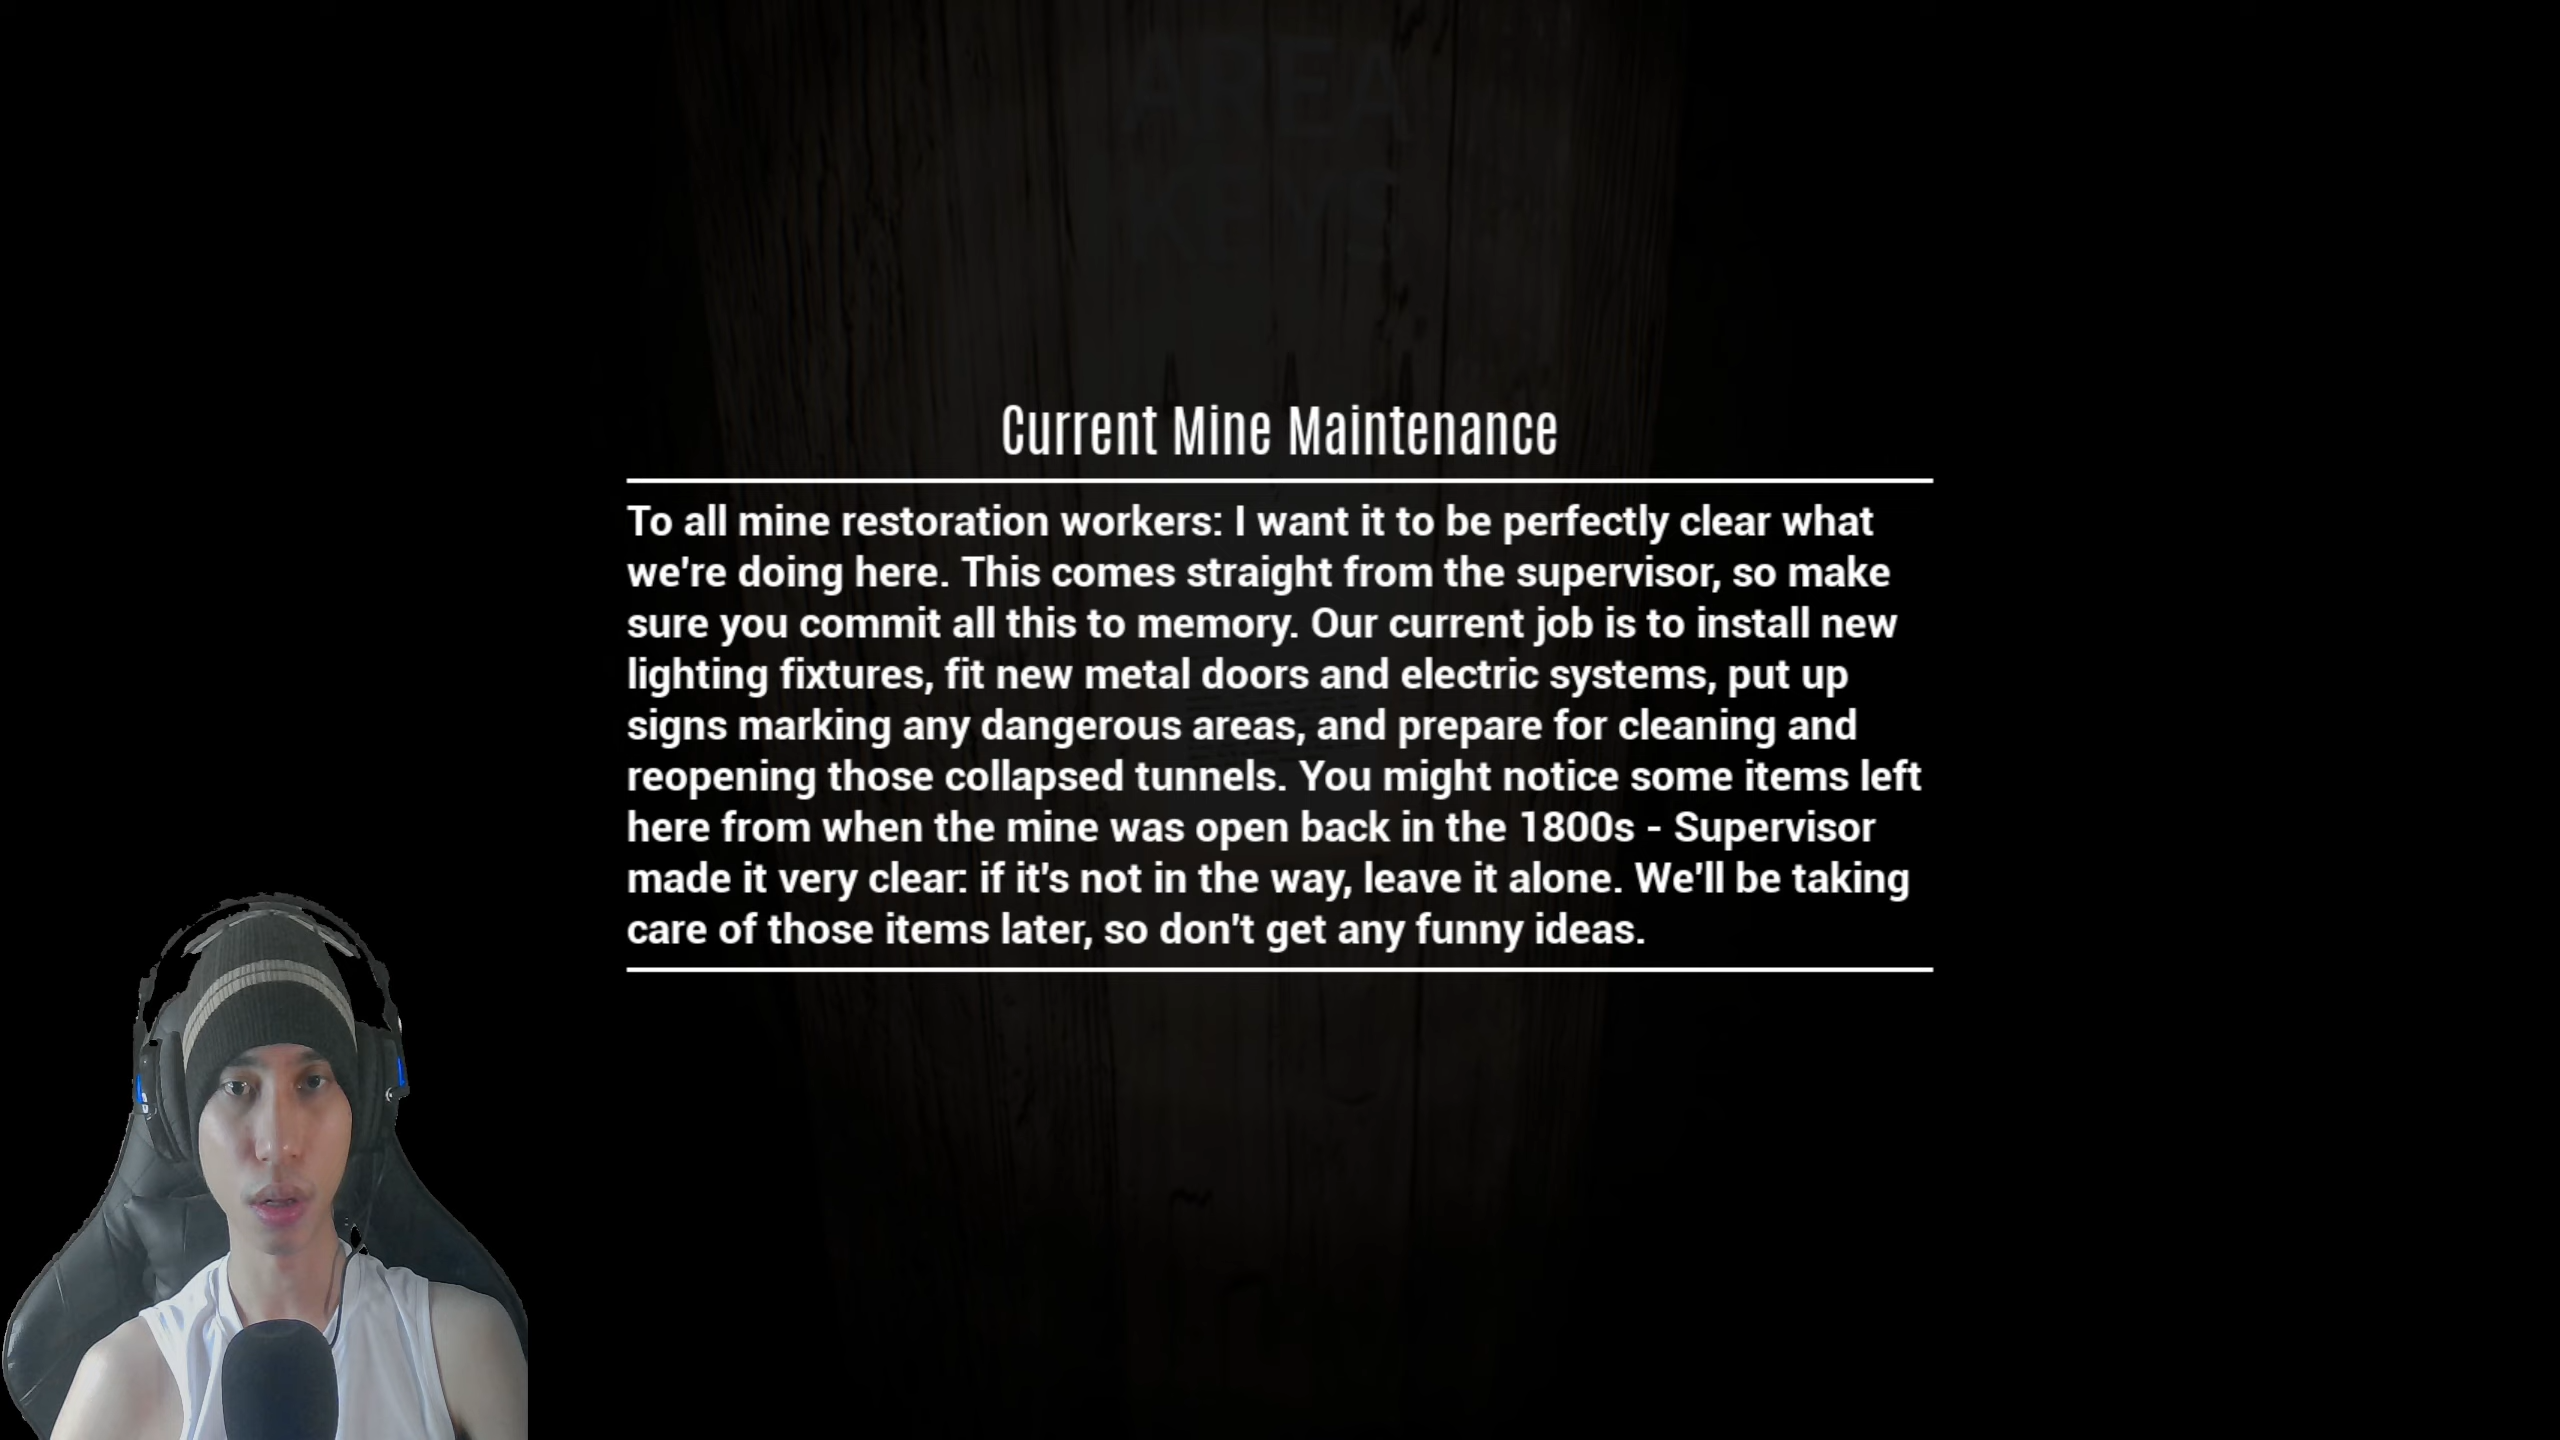 AREA
KEYS
Current Mine Maintenance
To all mine restoration workers: I want it to be perfectly clear what
we're doing here. This comes straight from the supervisor, so make
sure you commit all this to memory. Our current job is to install new
lighting fixtures, fit new metal doors and electric systems, put up
signs marking any dangerous areas, and prepare for cleaning and
reopening those collapsed tunnels. You might notice some items left
here from when the mine was open back in the 1800s - Supervisor
made it very clear: if it's not in the way, leave it alone. We'll be taking
care of those items later, so don't get any funny ideas.